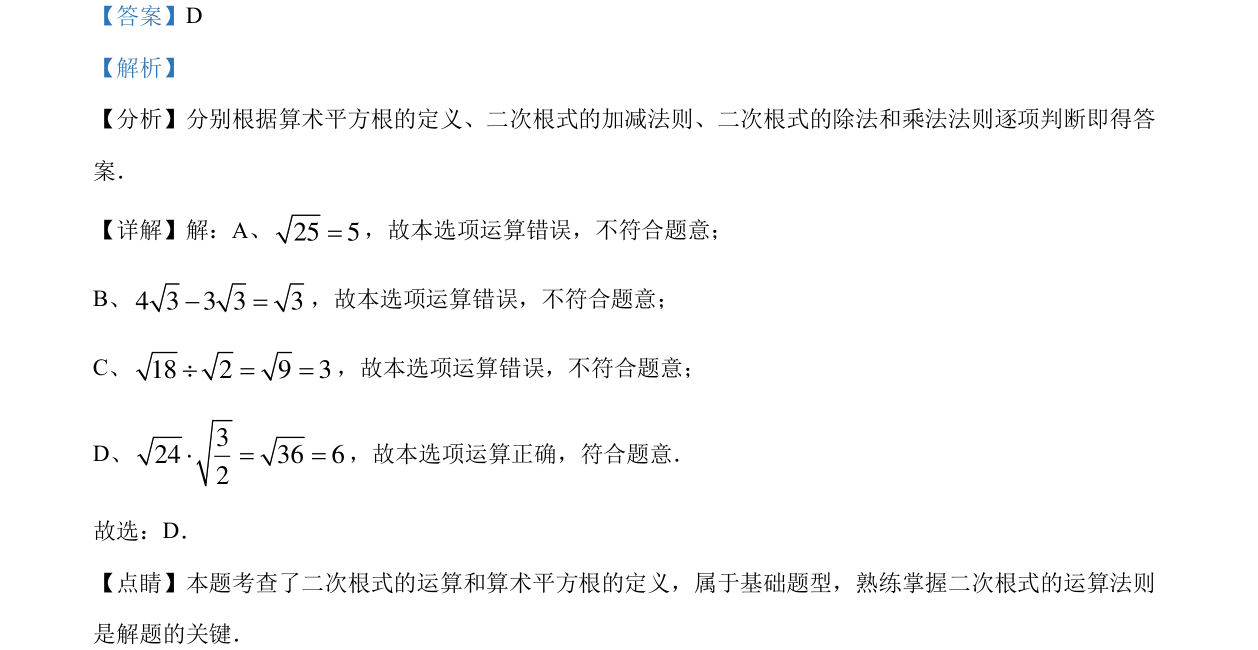 【答案】D
【解析】
【分析】分别根据算术平方根的定义、二次根式的加减法则、二次根式的除法和乘法法则逐项判断即得答
案.
【详解】解：A、√25 = 5，故本选项运算错误，不符合题意；
B、4√3 − 3√3 = √3，故本选项运算错误，不符合题意；
C、√18 ÷ √2 = √9 = 3，故本选项运算错误，不符合题意；
D、√24 · √(3/2) = √36 = 6，故本选项运算正确，符合题意.
故选：D.
【点睛】本题考查了二次根式的运算和算术平方根的定义，属于基础题型，熟练掌握二次根式的运算法则
是解题的关键.